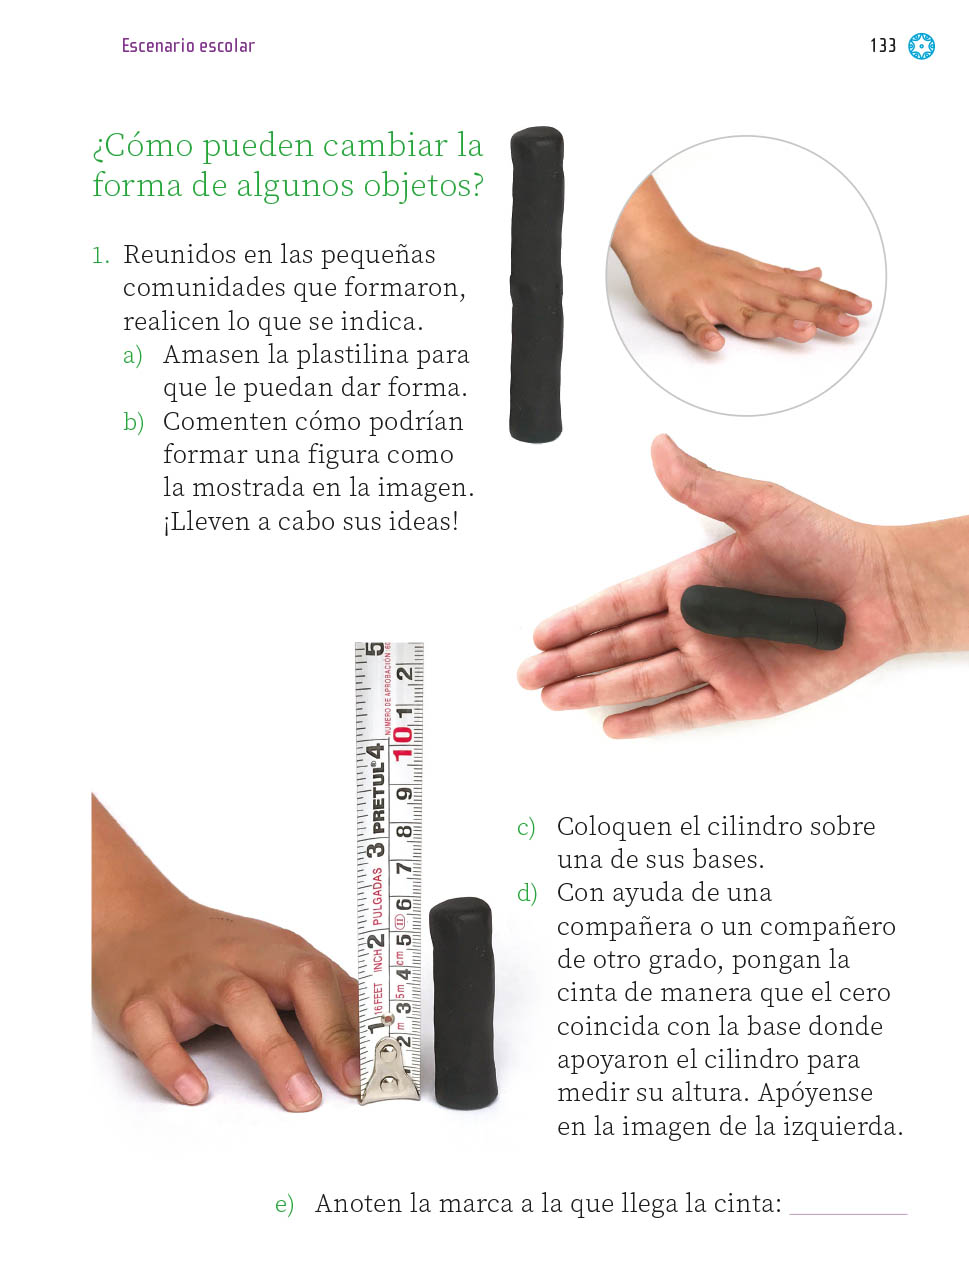 Escenario escolar
133
¿Cómo pueden cambiar la
forma de algunos objetos?
1. Reunidos en las pequeñas
comunidades que formaron,
realicen lo que se indica.
a) Amasen la plastilina para
que le puedan dar forma.
b) Comenten cómo podrían
formar una figura como
la mostrada en la imagen.
¡Lleven a cabo sus ideas!
5
4
3
2
1
PRETUL®
PULGADAS
INCH
16 FEET
NÚMERO DE APROBACIÓN
2
1
10
9
8
7
6
5
4
3
2
cm
5m
m
c) Coloquen el cilindro sobre
una de sus bases.
d) Con ayuda de una
compañera o un compañero
de otro grado, pongan la
cinta de manera que el cero
coincida con la base donde
apoyaron el cilindro para
medir su altura. Apóyense
en la imagen de la izquierda.
e) Anoten la marca a la que llega la cinta: